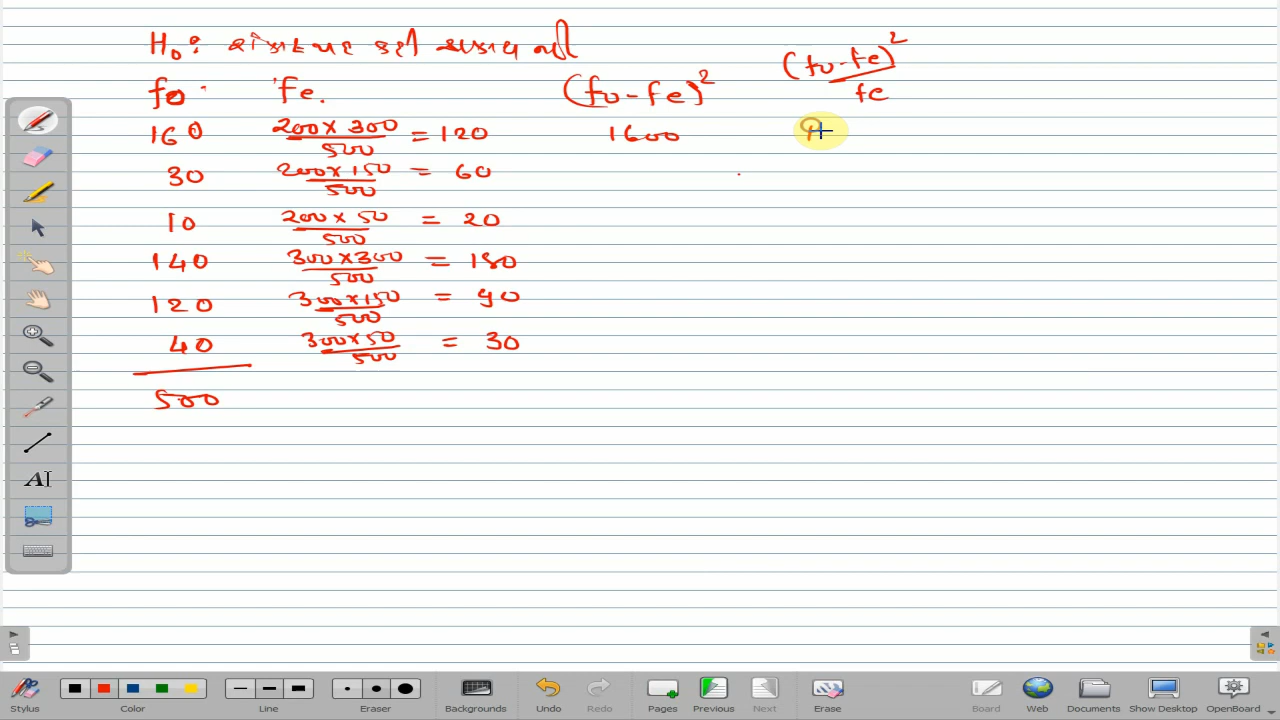 H₀:
fo. fe. (fo - fe)² (fo - fe)²/fe
160 200 x 300/500 = 120 1600
30 200 x 150/500 = 60
10 200 x 50/500 = 20
140 300 x 300/500 = 180
120 300 x 150/500 = 90
40 300 x 50/500 = 30
500
AI
Stylus Color Line Eraser Backgrounds Undo Redo Pages Previous Next Erase Board Web Documents Show Desktop OpenBoard